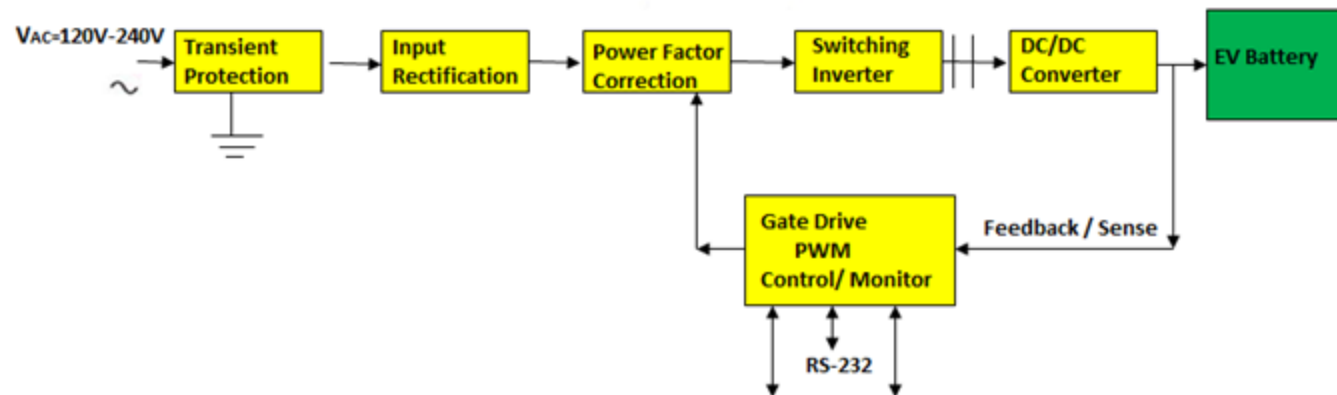 VAC=120V-240V
Transient
Protection
Input
Rectification
Power Factor
Correction
Switching
Inverter
DC/DC
Converter
EV Battery
Gate Drive
PWM
Control/ Monitor
Feedback / Sense
RS-232